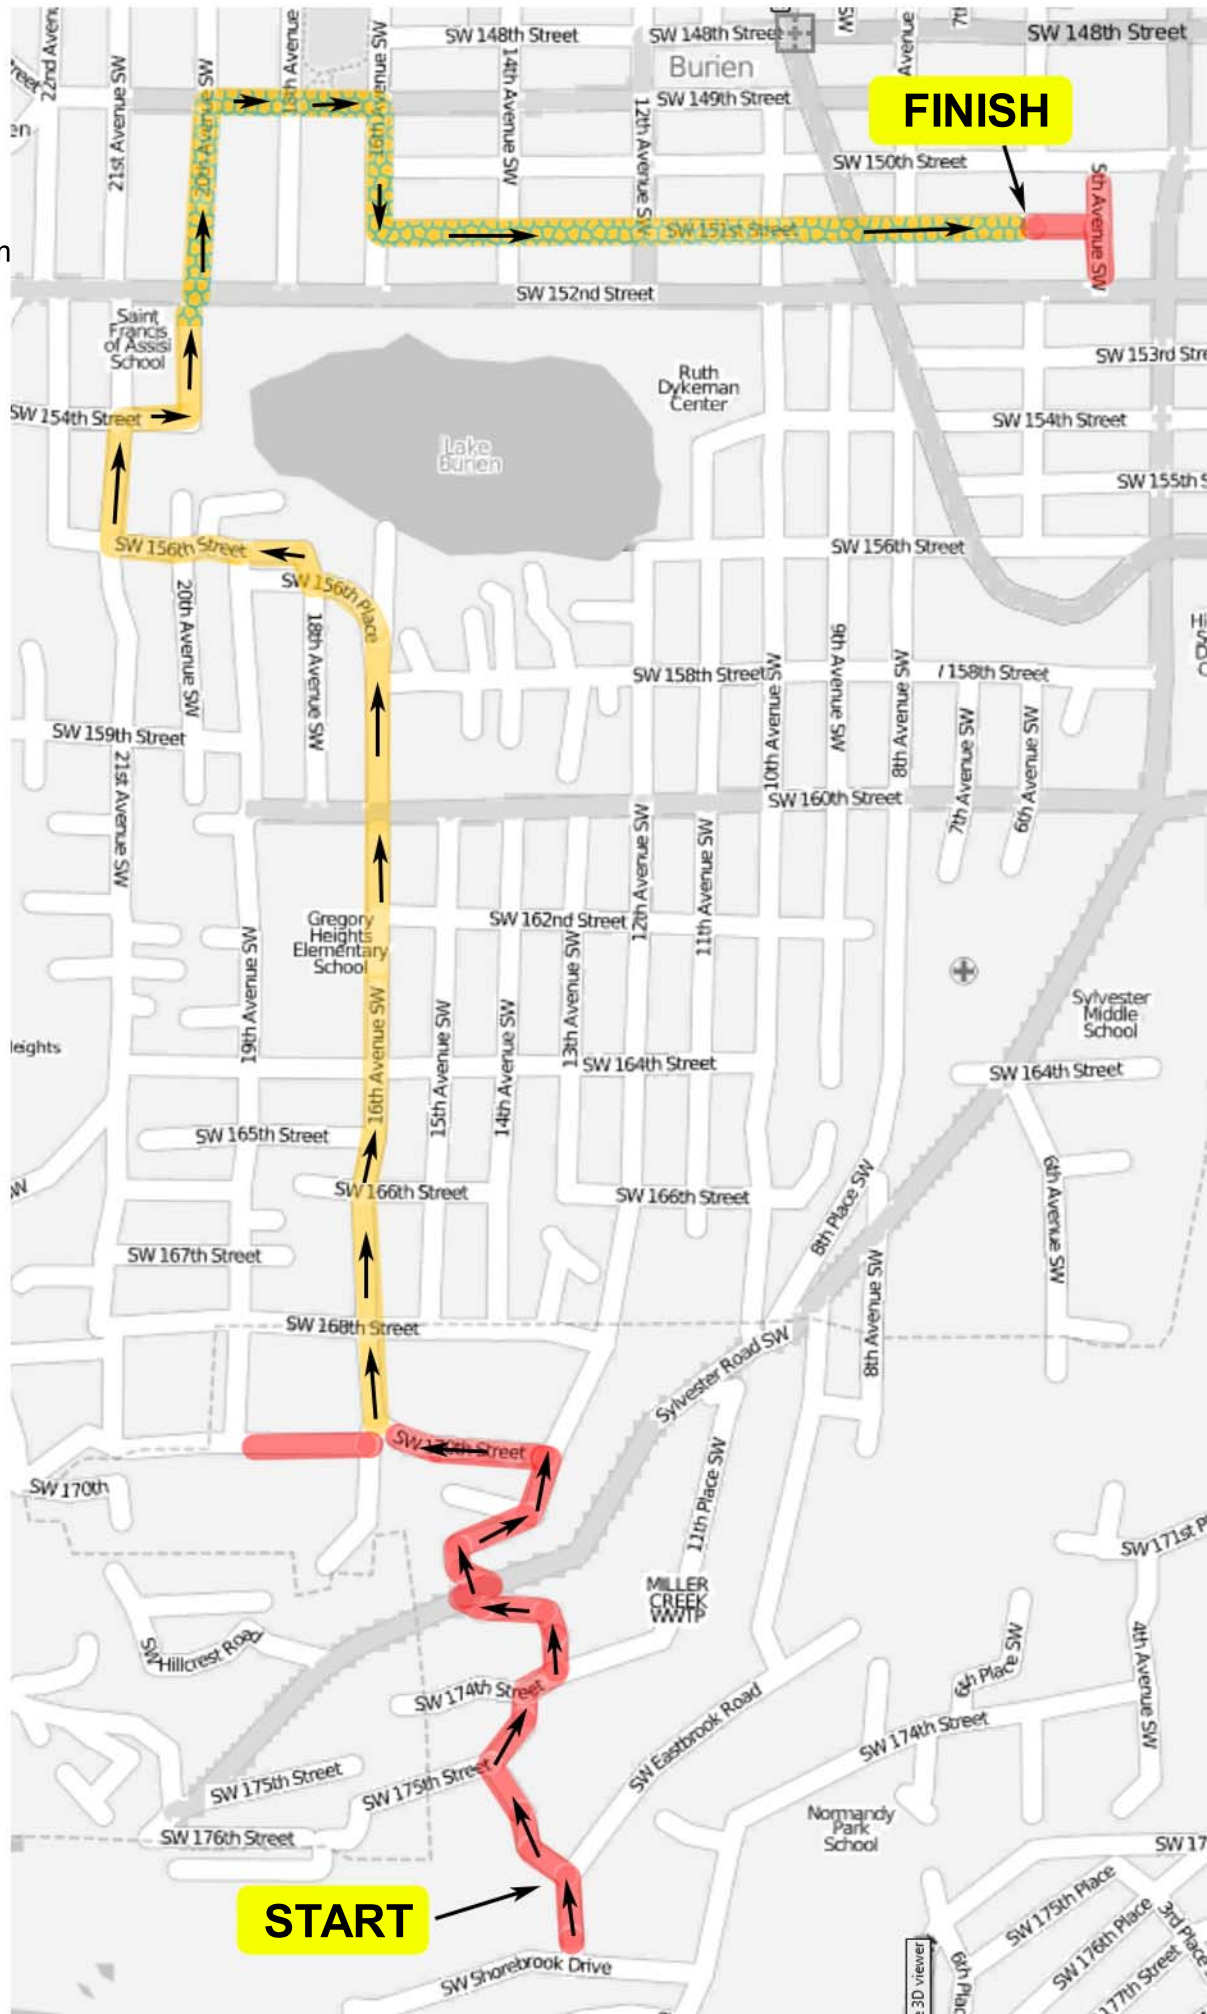 SW 148th Street
SW 148th Street
SW
SW 148th Street
22nd Aven
21st Avenue SW
20th Avenue SW
Avenue
16th Avenue SW
14th Avenue SW
12th Avenue SW
Burien
SW 149th Street
Avenue
FINISH
en
SW 150th Street
5th Avenue SW
SW 151st Street
SW 152nd Street
Saint
Francis
of Assisi
School
SW 153rd Stre
Ruth
Dykeman
Center
SW 154th Street
SW 154th Street
Lake
Burien
SW 155th S
SW 156th Street
SW 156th Street
SW 156th Place
20th Avenue SW
18th Avenue SW
SW 158th Street
10th Avenue SW
9th Avenue SW
8th Avenue SW
158th Street
SW 159th Street
21st Avenue SW
7th Avenue SW
6th Avenue SW
SW 160th Street
12th Avenue SW
11th Avenue SW
Gregory
Heights
Elementary
School
SW 162nd Street
19th Avenue SW
13th Avenue SW
16th Avenue SW
15th Avenue SW
14th Avenue SW
Sylvester
Middle
School
leights
SW 164th Street
SW 164th Street
SW 165th Street
SW 166th Street
SW 166th Street
8th Place SW
6th Avenue SW
SW 167th Street
8th Avenue SW
SW 168th Street
Sylvester Road SW
SW 170th Street
SW 170th
11th Place SW
SW 171st P
MILLER
CREEK
WWTP
SW Hillcrest Road
6th Place SW
4th Avenue SW
SW 174th Street
SW Eastbrook Road
SW 174th Street
SW 175th Street
SW 175th Street
Normandy
Park
School
SW 176th Street
SW 17
START
SW 175th Place
SW 176th Place
3rd Place
177th Street
6th Plac
SW Shorebrook Drive
3D viewer